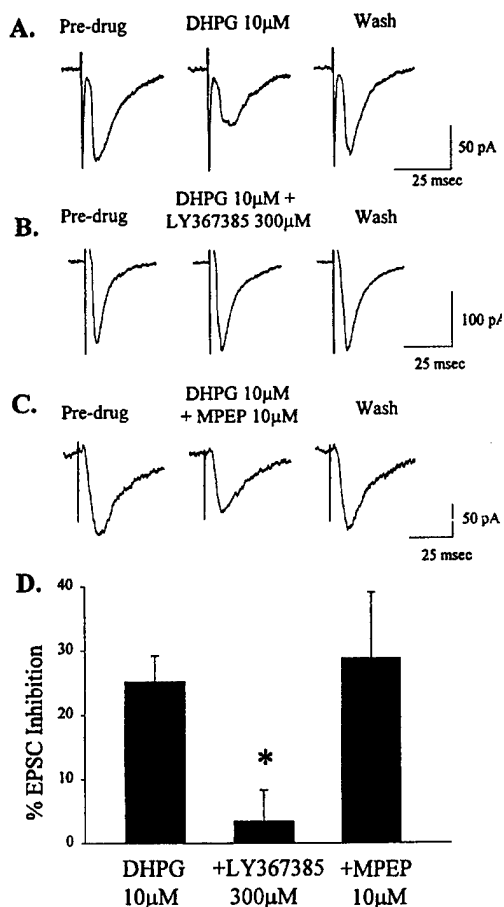 A.
Pre-drug DHPG 10µM Wash
50 pA
25 msec
B.
Pre-drug DHPG 10µM + LY367385 300µM Wash
100 pA
25 msec
C.
Pre-drug DHPG 10µM + MPEP 10µM Wash
50 pA
25 msec
D.
% EPSC Inhibition
40
30
20
10
0
*
DHPG +LY367385 +MPEP
10µM 300µM 10µM